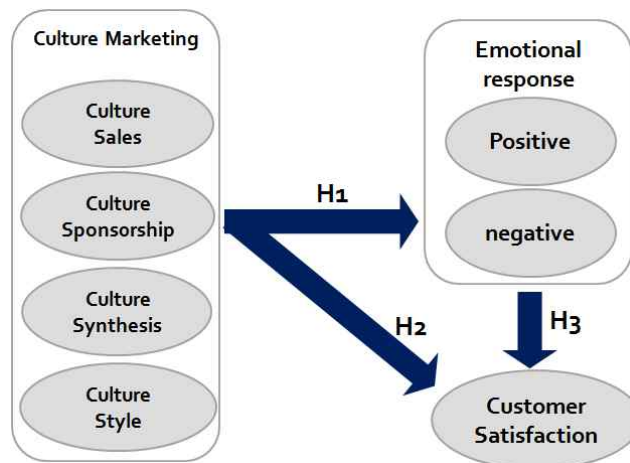 Culture Marketing
Culture
Sales
Culture
Sponsorship
Culture
Synthesis
Culture
Style
H1
H2
Emotional
response
Positive
negative
H3
Customer
Satisfaction